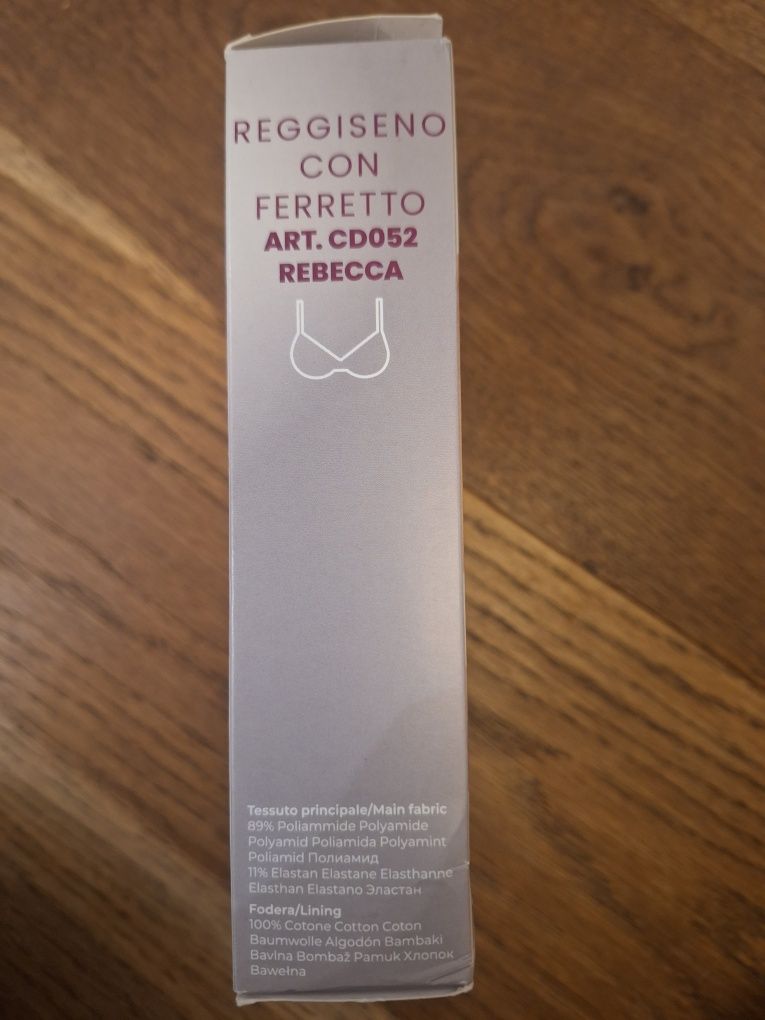 REGGISENO
CON
FERRETTO
ART. CD052
REBECCA
Tessuto principale/Main fabric
89% Poliammide Polyamide
Polyamid Poliamida Polyamint
Poliamid Полиамид
11% Elastan Elastane Elasthanne
Elasthan Elastano Эластан
Fodera/Lining
100% Cotone Cotton Coton
Baumwolle Algodón Bambaki
Bavlna Bombaž Pamuk Хлопок
Bawełna